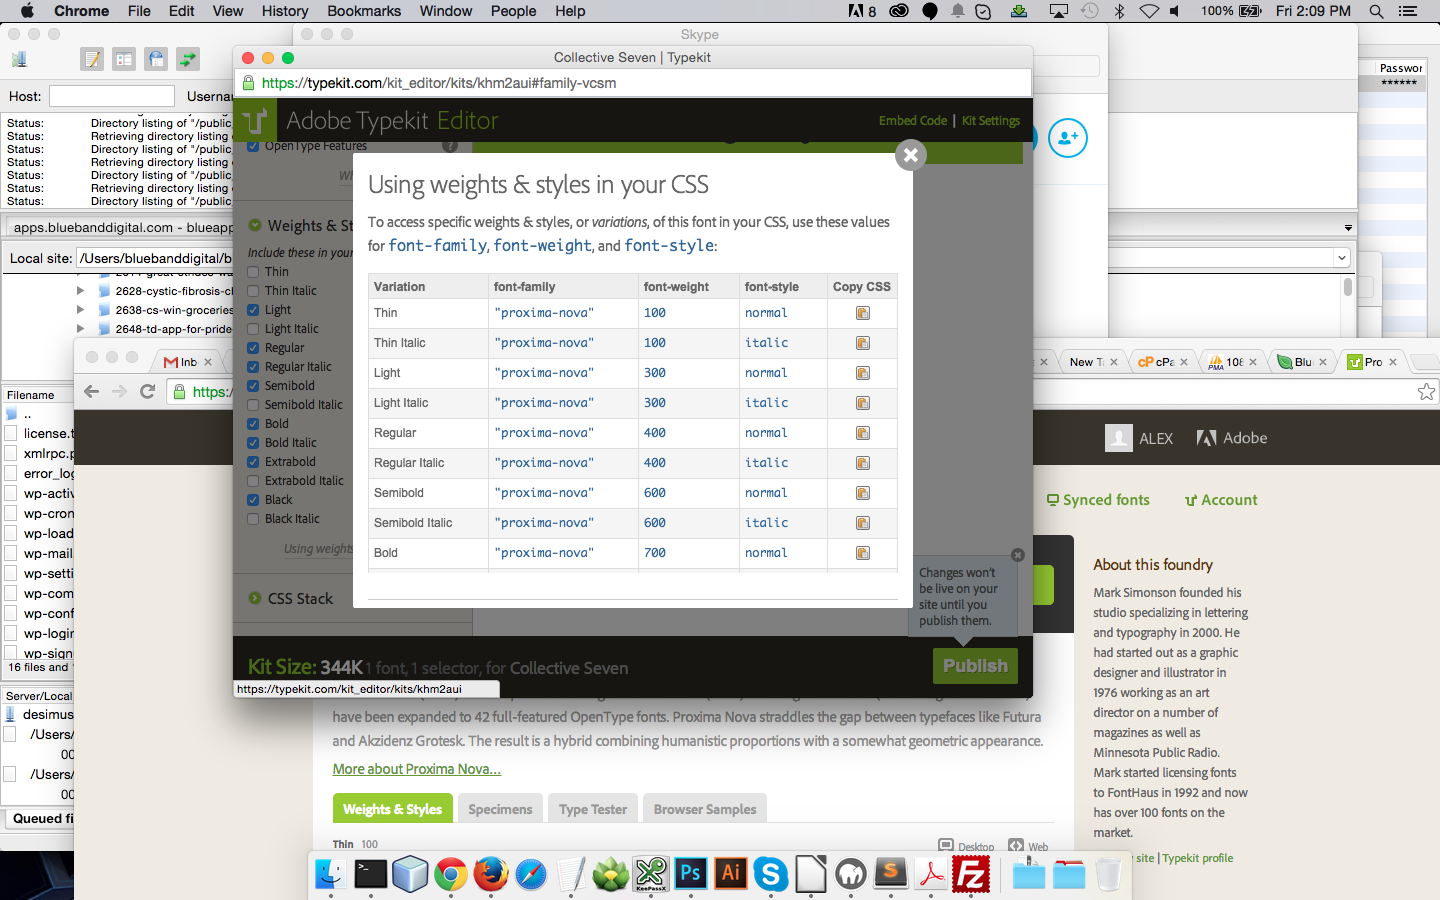 Chrome File Edit View History Bookmarks Window People Help
8 100% Fri 2:09 PM
Skype
Collective Seven | Typekit
https://typekit.com/kit_editor/kits/khm2aui#family-vcsm
Host:
Passwor
******
Adobe Typekit Editor
Embed Code | Kit Settings
OpenType Features
Status: Directory listing of "/public
Status: Retrieving directory listing
Status: Directory listing of "/public
Status: Retrieving directory listing
Status: Directory listing of "/public
Status: Retrieving directory listing
Status: Directory listing of "/public
apps.bluebanddigital.com - blueapp
Local site: /Users/bluebanddigital/b
2628-cystic-fibrosis-c
2638-cs-win-groceries
2648-td-app-for-pride-
Weights & St
Include these in your
Thin
Thin Italic
Light
Light Italic
Regular
Regular Italic
Semibold
Semibold Italic
Bold
Bold Italic
Extrabold
Extrabold Italic
Black
Black Italic
Using weights
CSS Stack
Using weights & styles in your CSS
To access specific weights & styles, or variations, of this font in your CSS, use these values
for font-family, font-weight, and font-style:
Variation font-family font-weight font-style Copy CSS
Thin "proxima-nova" 100 normal
Thin Italic "proxima-nova" 100 italic
Light "proxima-nova" 300 normal
Light Italic "proxima-nova" 300 italic
Regular "proxima-nova" 400 normal
Regular Italic "proxima-nova" 400 italic
Semibold "proxima-nova" 600 normal
Semibold Italic "proxima-nova" 600 italic
Bold "proxima-nova" 700 normal
Changes won't
be live on your
site until you
publish them.
Kit Size: 344K 1 font, 1 selector, for Collective Seven
Publish
https://typekit.com/kit_editor/kits/khm2aui
Inb
New Ta
cP cPa
PMA 108
Blu
Pro
https:/
ALEX
Adobe
Synced fonts
Account
Filename
..
license.t
xmlrpc.p
error_log
wp-activ
wp-cron
wp-load
wp-mail
wp-setti
wp-com
wp-conf
wp-login
wp-sign
16 files and
Server/Local
desimus
/Users/
00
/Users/
00
Queued fi
About this foundry
Mark Simonson founded his
studio specializing in lettering
and typography in 2000. He
had started out as a graphic
designer and illustrator in
1976 working as an art
director on a number of
magazines as well as
Minnesota Public Radio.
Mark started licensing fonts
to FontHaus in 1992 and now
has over 100 fonts on the
market.
site | Typekit profile
have been expanded to 42 full-featured OpenType fonts. Proxima Nova straddles the gap between typefaces like Futura
and Akzidenz Grotesk. The result is a hybrid combining humanistic proportions with a somewhat geometric appearance.
More about Proxima Nova...
Weights & Styles Specimens Type Tester Browser Samples
Thin 100
Desktop Web
KeePassX
Ps
Ai
S
Fz